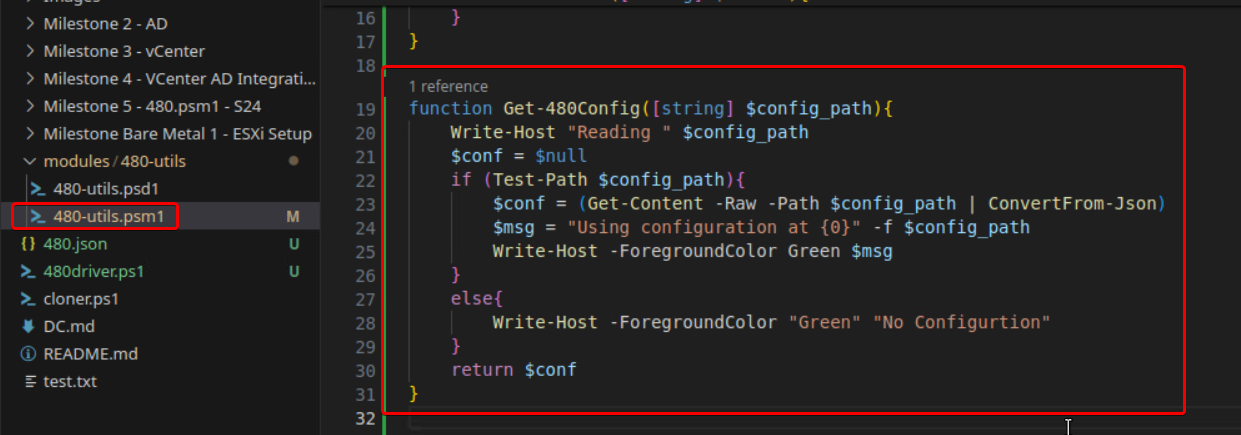 Milestone 2 - AD
Milestone 3 - vCenter
Milestone 4 - VCenter AD Integrati...
Milestone 5 - 480.psm1 - S24
Milestone Bare Metal 1 - ESXi Setup
modules / 480-utils
480-utils.psd1
480-utils.psm1 M
{} 480.json U
480driver.ps1 U
cloner.ps1
DC.md
README.md
test.txt
16 }
17 }
18
1 reference
19 function Get-480Config([string] $config_path){
20 Write-Host "Reading " $config_path
21 $conf = $null
22 if (Test-Path $config_path){
23 $conf = (Get-Content -Raw -Path $config_path | ConvertFrom-Json)
24 $msg = "Using configuration at {0}" -f $config_path
25 Write-Host -ForegroundColor Green $msg
26 }
27 else{
28 Write-Host -ForegroundColor "Green" "No Configurtion"
29 }
30 return $conf
31 }
32